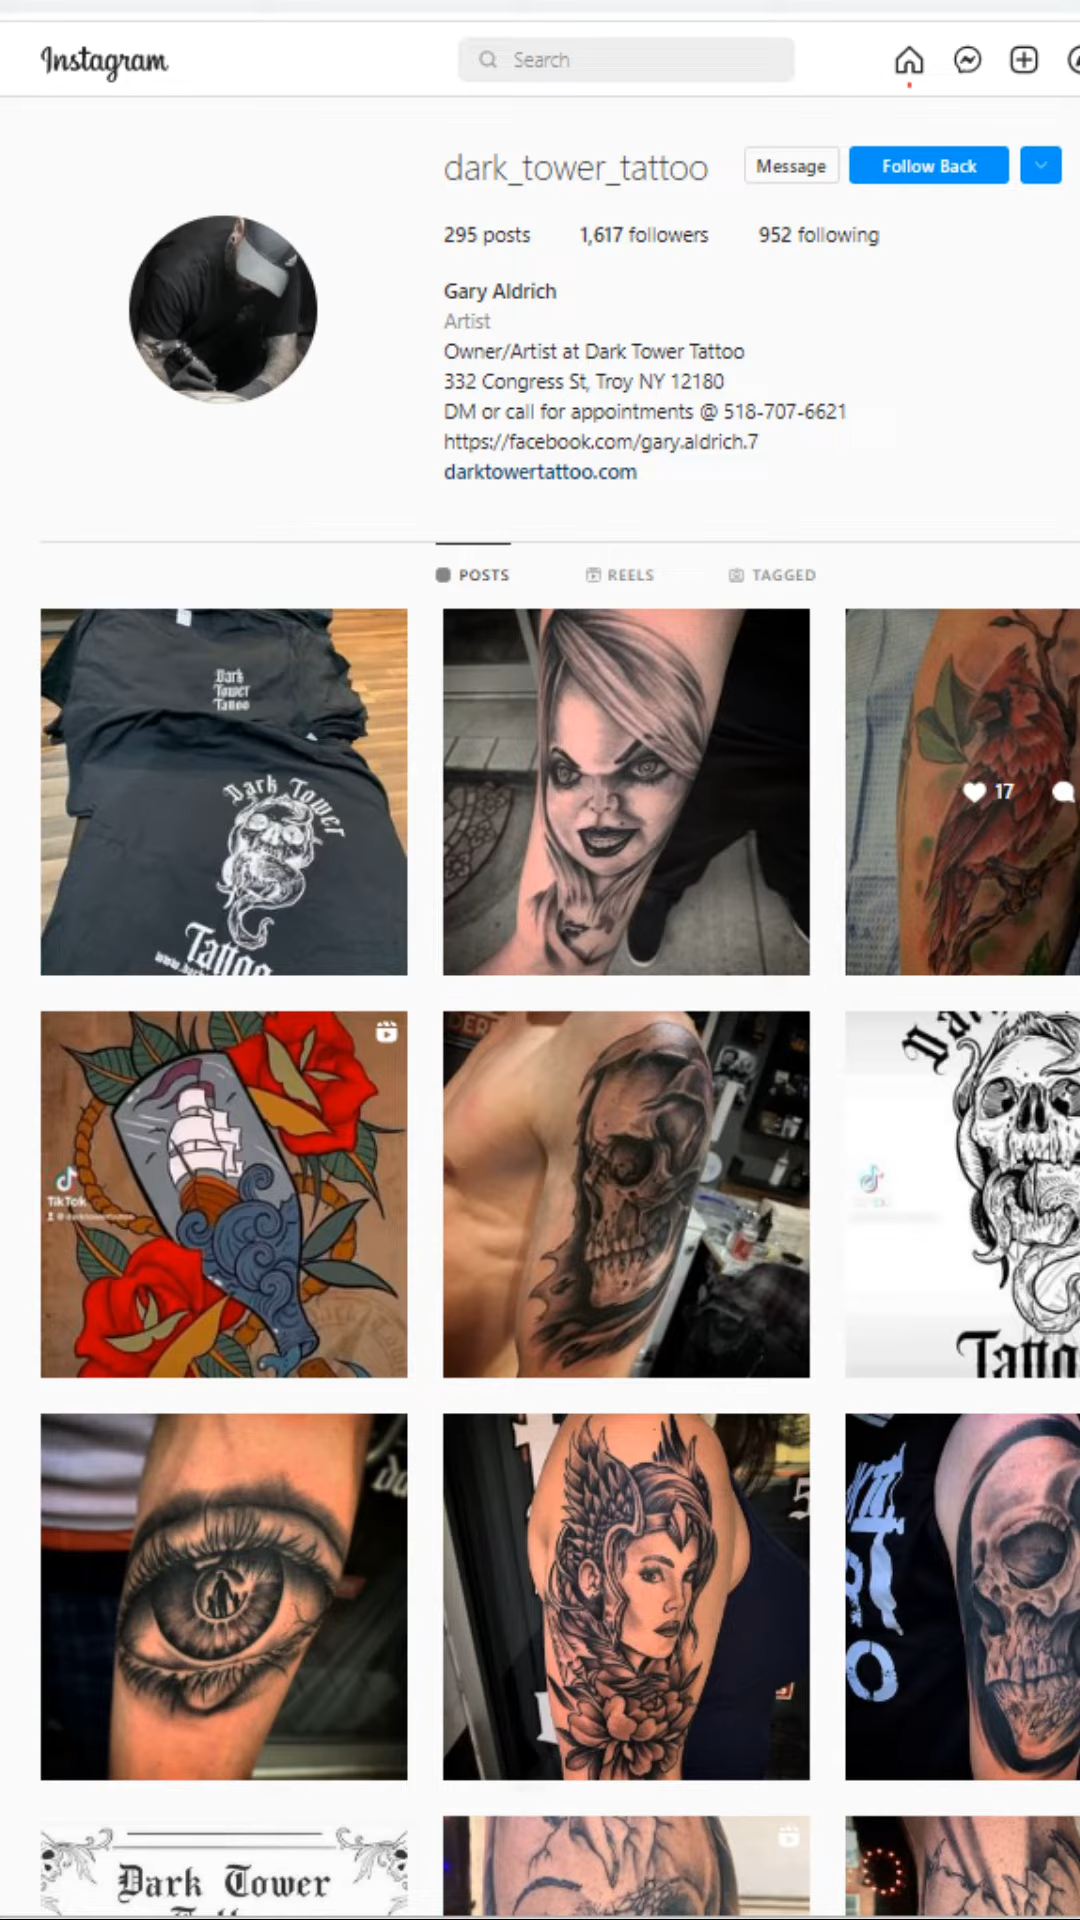 Instagram
Search
dark_tower_tattoo
Message
Follow Back
295 posts
1,617 followers
952 following
Gary Aldrich
Artist
Owner/Artist at Dark Tower Tattoo
332 Congress St, Troy NY 12180
DM or call for appointments @ 518-707-6621
https://facebook.com/gary.aldrich.7
darktowertattoo.com
POSTS
REELS
TAGGED
Dark
Tower
Tattoo
Dark Tower
Tattoo
17
TikTok
Dark Tower